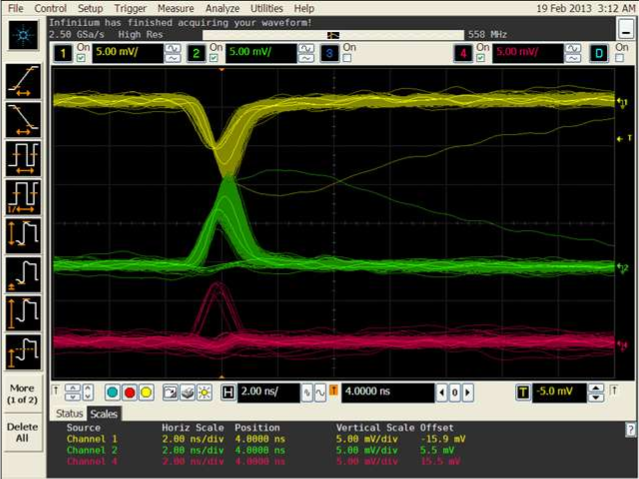 File Control Setup Trigger Measure Analyze Utilities Help 19 Feb 2013 3:12 AM
Infiniium has finished acquiring your waveform!
2.50 GSa/s High Res 558 MHz
1 On 5.00 mV/ 2 On 5.00 mV/ 3 On 4 On 5.00 mV/ D On
T
2
More
(1 of 2)
Delete
All
H 2.00 ns/ 4.0000 ns 0 T -5.0 mV
Status Scales
Source Horiz Scale Position Vertical Scale Offset
Channel 1 2.00 ns/div 4.0000 ns 5.00 mV/div -15.9 mV
Channel 2 2.00 ns/div 4.0000 ns 5.00 mV/div 5.5 mV
Channel 4 2.00 ns/div 4.0000 ns 5.00 mV/div 15.5 mV
?